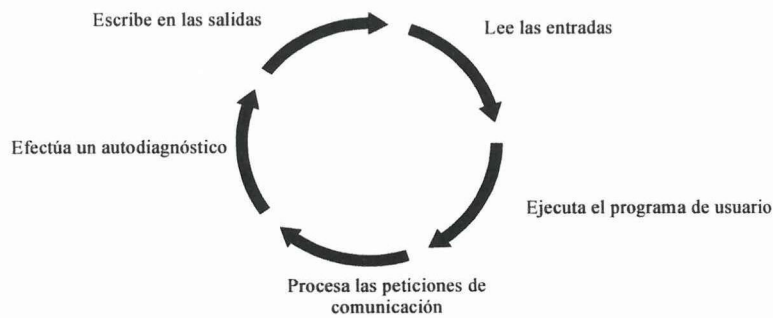 Escribe en las salidas
Lee las entradas
Efectúa un autodiagnóstico
Ejecuta el programa de usuario
Procesa las peticiones de
comunicación